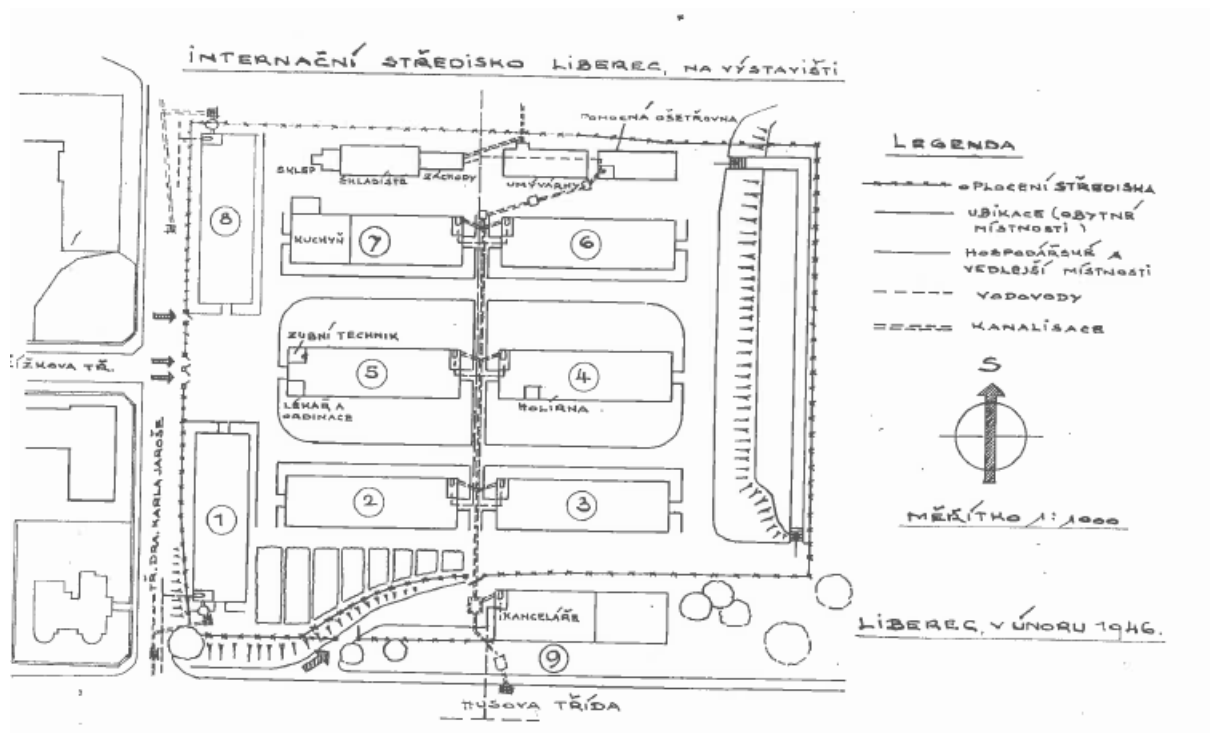 INTERNAČNÍ STŘEDISKO LIBEREC, NA VÝSTAVIŠTI
POMOCNÁ OŠETŘOVNA
SKLEP
SKLADIŠTĚ
ZÁCHODY
UMÝVÁRNY
8
KUCHYŇ
7
6
ZUBNÍ TECHNIK
5
4
LÉKAŘ A
ORDINACE
HOLÍRNA
ŽIŽKOVA TŘ.
TŘ. DRA. KARLA JAROŠE
1
2
3
KANCELÁŘE
9
HUSOVA TŘÍDA
LEGENDA
OPLOCENÍ STŘEDISKA
UBIKACE (OBYTNÉ
MÍSTNOSTI)
HOSPODÁŘSKÉ A
VEDLEJŠÍ MÍSTNOSTI
VODOVODY
KANALISACE
S
MĚŘÍTKO 1:1000
LIBEREC, V ÚNORU 1946.